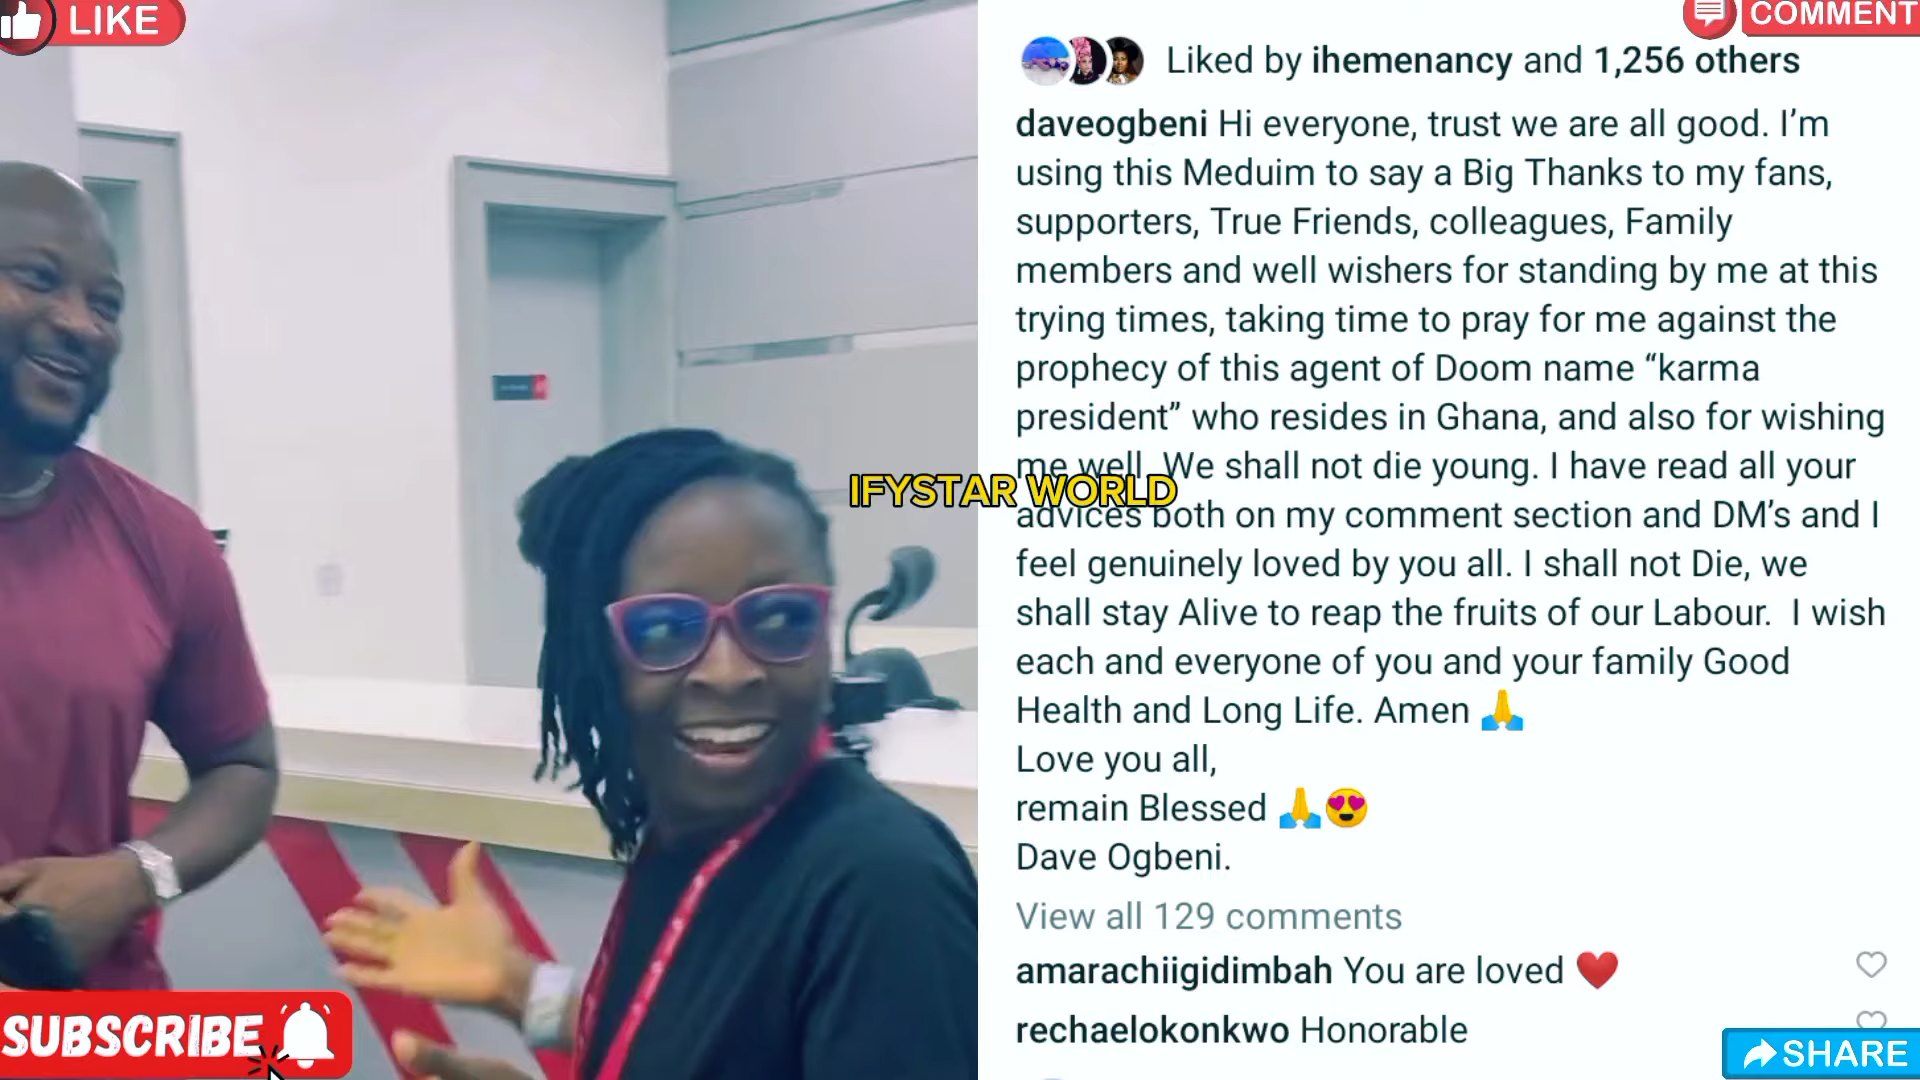 LIKE
COMMENT
Liked by ihemenancy and 1,256 others
daveogbeni Hi everyone, trust we are all good. I’m
using this Meduim to say a Big Thanks to my fans,
supporters, True Friends, colleagues, Family
members and well wishers for standing by me at this
trying times, taking time to pray for me against the
prophecy of this agent of Doom name “karma
president” who resides in Ghana, and also for wishing
me well. We shall not die young. I have read all your
IFYSTAR WORLD
advices both on my comment section and DM’s and I
feel genuinely loved by you all. I shall not Die, we
shall stay Alive to reap the fruits of our Labour. I wish
each and everyone of you and your family Good
Health and Long Life. Amen 🙏
Love you all,
remain Blessed 🙏😍
Dave Ogbeni.
View all 129 comments
amarachiigidimbah You are loved ❤️
rechaelokonkwo Honorable
SUBSCRIBE
SHARE